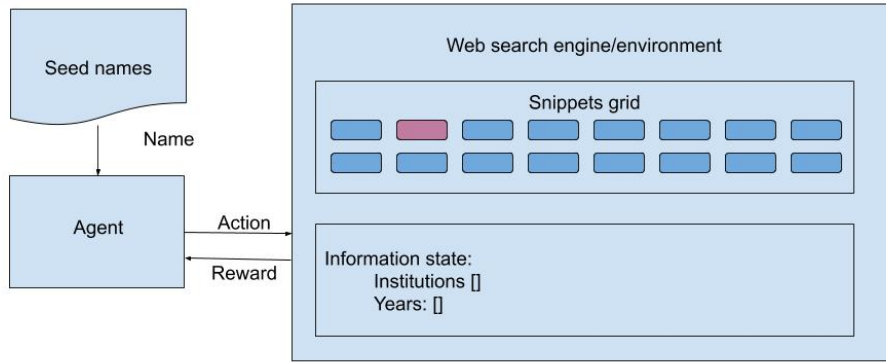 Seed names
Name
Agent
Action
Reward
Web search engine/environment
Snippets grid
Information state:
Institutions []
Years: []